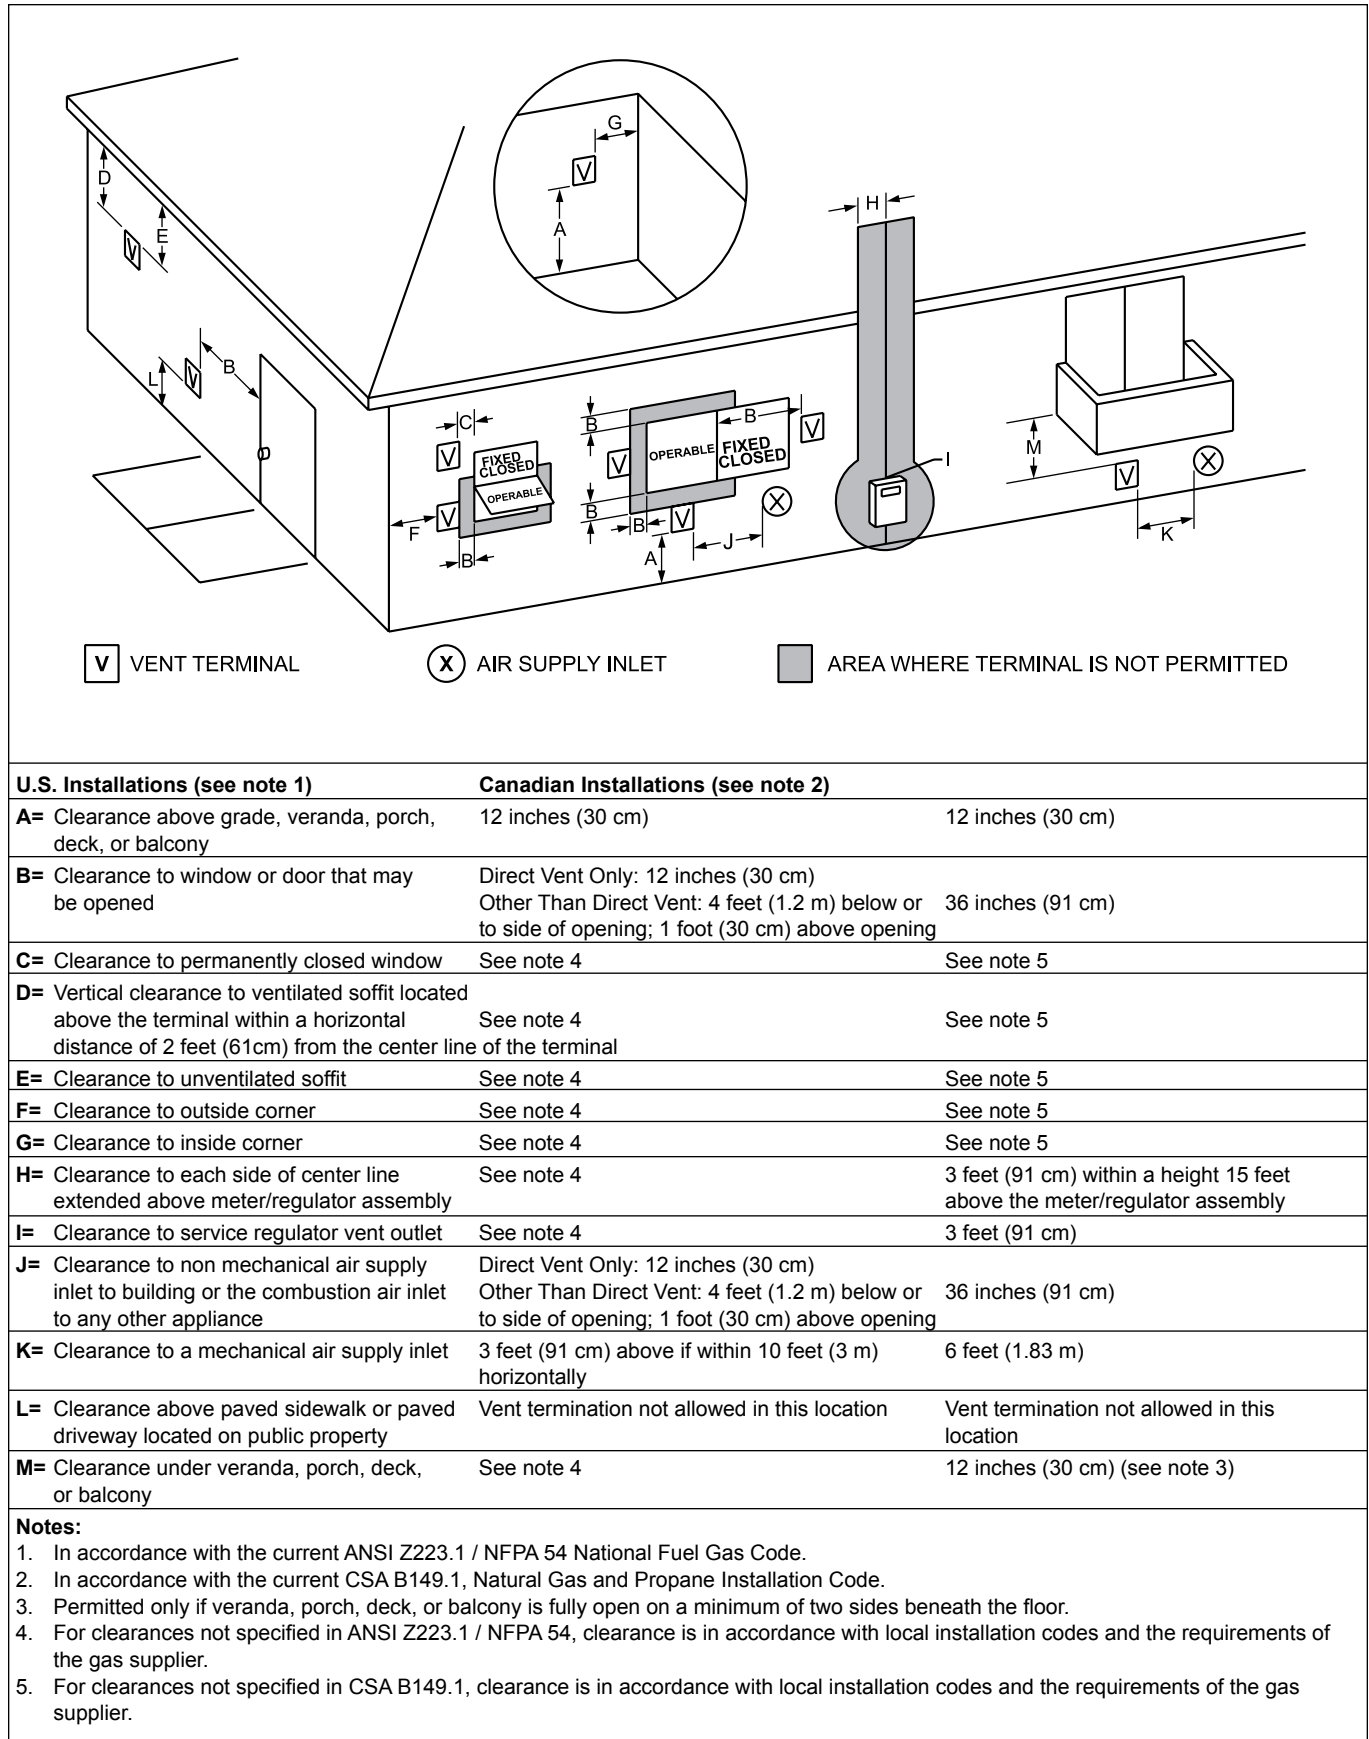 G
V
A
D
E
V
H
L
V
B
C
V
FIXED
CLOSED
OPERABLE
V
F
B
B
V
OPERABLE
FIXED
CLOSED
B
V
B
B
V
X
J
A
I
M
V
X
K
V VENT TERMINAL
X AIR SUPPLY INLET
AREA WHERE TERMINAL IS NOT PERMITTED
U.S. Installations (see note 1) Canadian Installations (see note 2)
A= Clearance above grade, veranda, porch, 12 inches (30 cm) 12 inches (30 cm)
deck, or balcony
B= Clearance to window or door that may Direct Vent Only: 12 inches (30 cm)
be opened Other Than Direct Vent: 4 feet (1.2 m) below or 36 inches (91 cm)
to side of opening; 1 foot (30 cm) above opening
C= Clearance to permanently closed window See note 4 See note 5
D= Vertical clearance to ventilated soffit located
above the terminal within a horizontal See note 4 See note 5
distance of 2 feet (61cm) from the center line of the terminal
E= Clearance to unventilated soffit See note 4 See note 5
F= Clearance to outside corner See note 4 See note 5
G= Clearance to inside corner See note 4 See note 5
H= Clearance to each side of center line See note 4 3 feet (91 cm) within a height 15 feet
extended above meter/regulator assembly above the meter/regulator assembly
I= Clearance to service regulator vent outlet See note 4 3 feet (91 cm)
J= Clearance to non mechanical air supply Direct Vent Only: 12 inches (30 cm)
inlet to building or the combustion air inlet Other Than Direct Vent: 4 feet (1.2 m) below or 36 inches (91 cm)
to any other appliance to side of opening; 1 foot (30 cm) above opening
K= Clearance to a mechanical air supply inlet 3 feet (91 cm) above if within 10 feet (3 m) 6 feet (1.83 m)
horizontally
L= Clearance above paved sidewalk or paved Vent termination not allowed in this location Vent termination not allowed in this
driveway located on public property location
M= Clearance under veranda, porch, deck, See note 4 12 inches (30 cm) (see note 3)
or balcony
Notes:
1. In accordance with the current ANSI Z223.1 / NFPA 54 National Fuel Gas Code.
2. In accordance with the current CSA B149.1, Natural Gas and Propane Installation Code.
3. Permitted only if veranda, porch, deck, or balcony is fully open on a minimum of two sides beneath the floor.
4. For clearances not specified in ANSI Z223.1 / NFPA 54, clearance is in accordance with local installation codes and the requirements of
the gas supplier.
5. For clearances not specified in CSA B149.1, clearance is in accordance with local installation codes and the requirements of the gas
supplier.